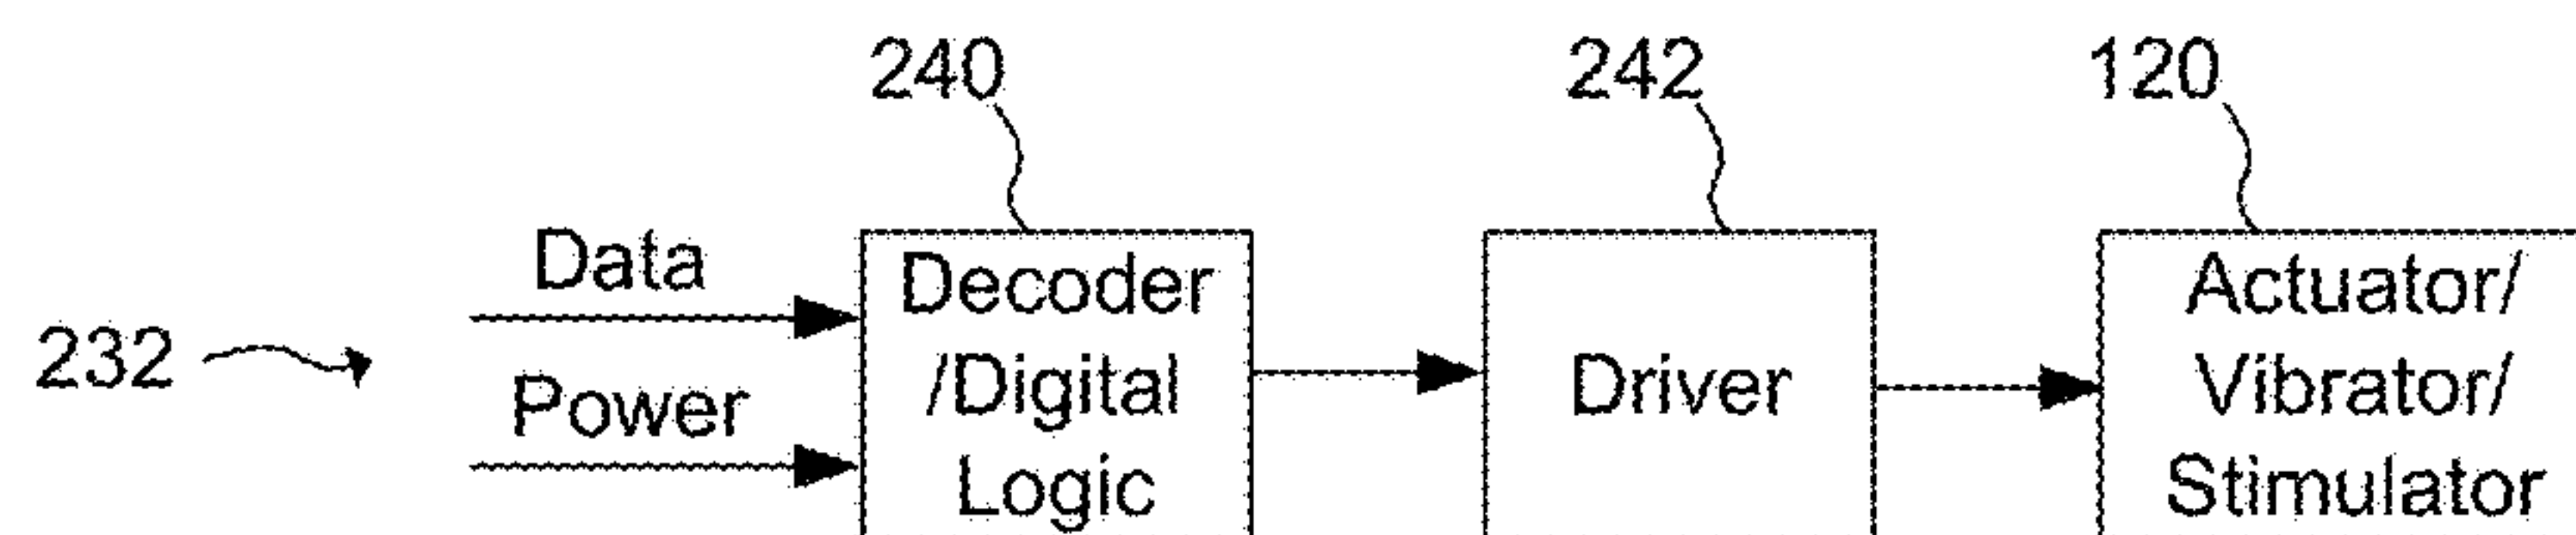 240
242
120
Data
232
Power
Decoder
/Digital
Logic
Driver
Actuator/
Vibrator/
Stimulator